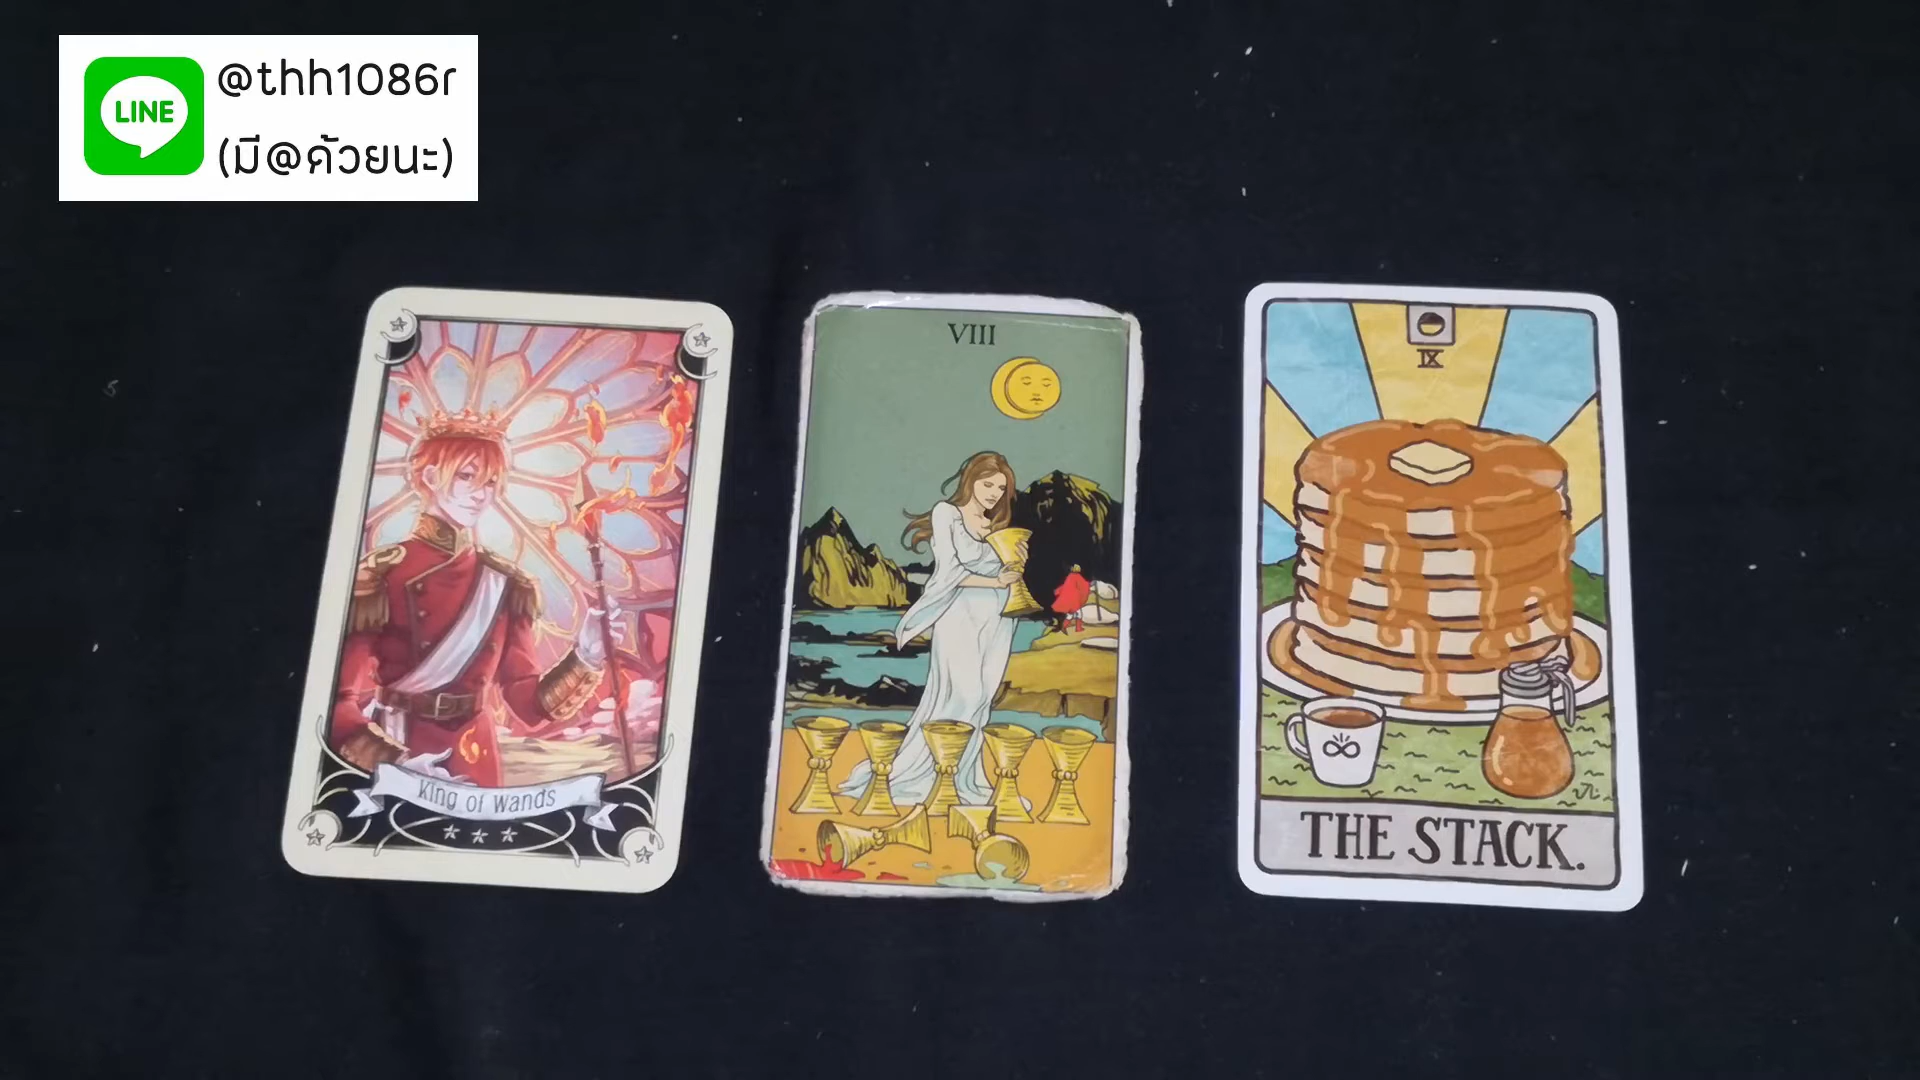 LINE
@thh1086r
(มี@ด้วยนะ)
VIII
IX
King of wands
THE STACK.